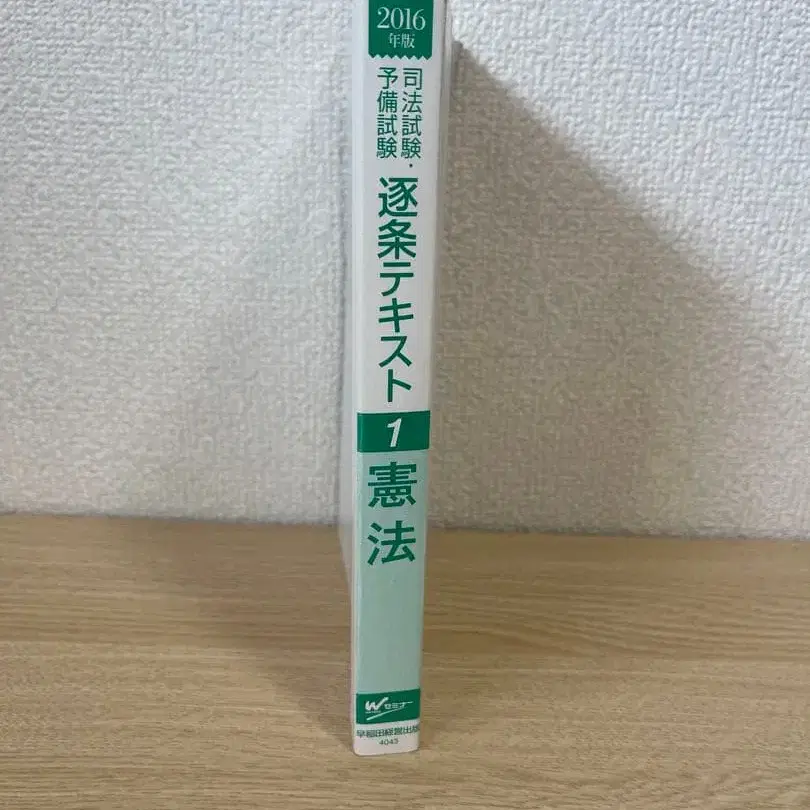 2016
年版
司法試験・
予備試験
逐条テキスト
1
憲法
Wセミナー
早稲田経営出版
4043